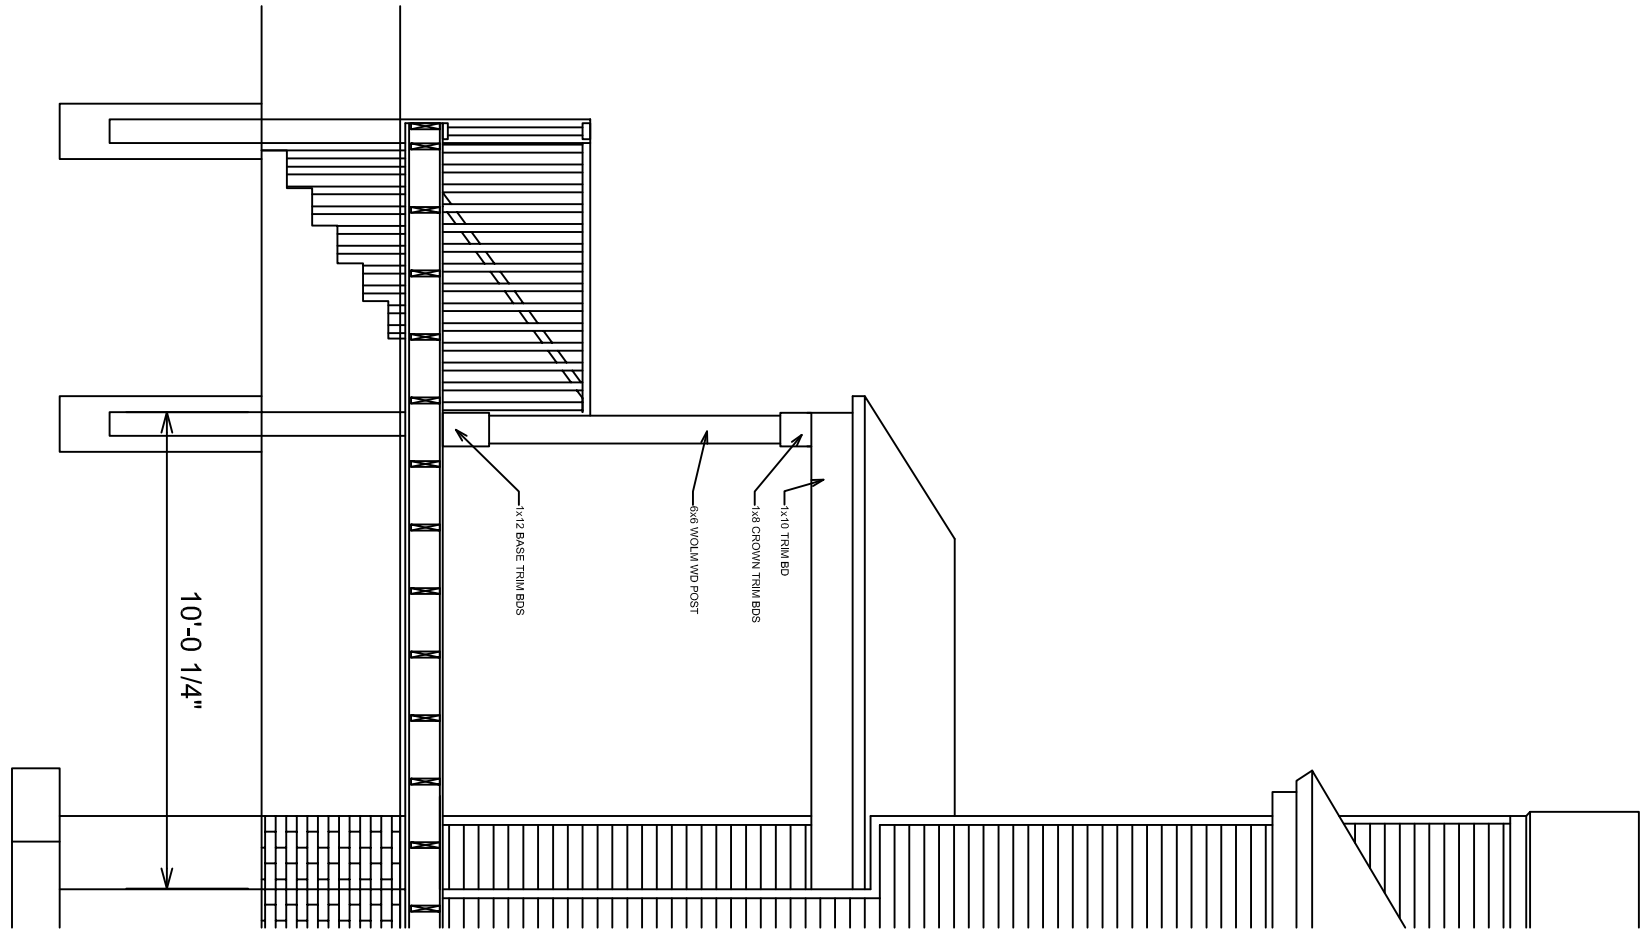 1x10 TRIM BD
1x8 CROWN TRIM BDS
6x6 WOLM WD POST
1x12 BASE TRIM BDS
10'-0 1/4"